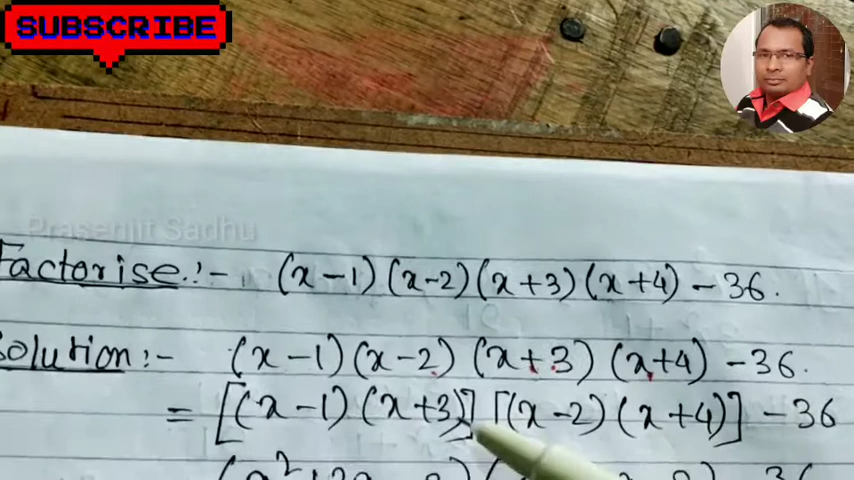 SUBSCRIBE
Prasenjit Sadhu
Factorise:- (x-1)(x-2)(x+3)(x+4) - 36.
Solution:- (x-1)(x-2)(x+3)(x+4) - 36.
= [(x-1)(x+3)] [(x-2)(x+4)] - 36